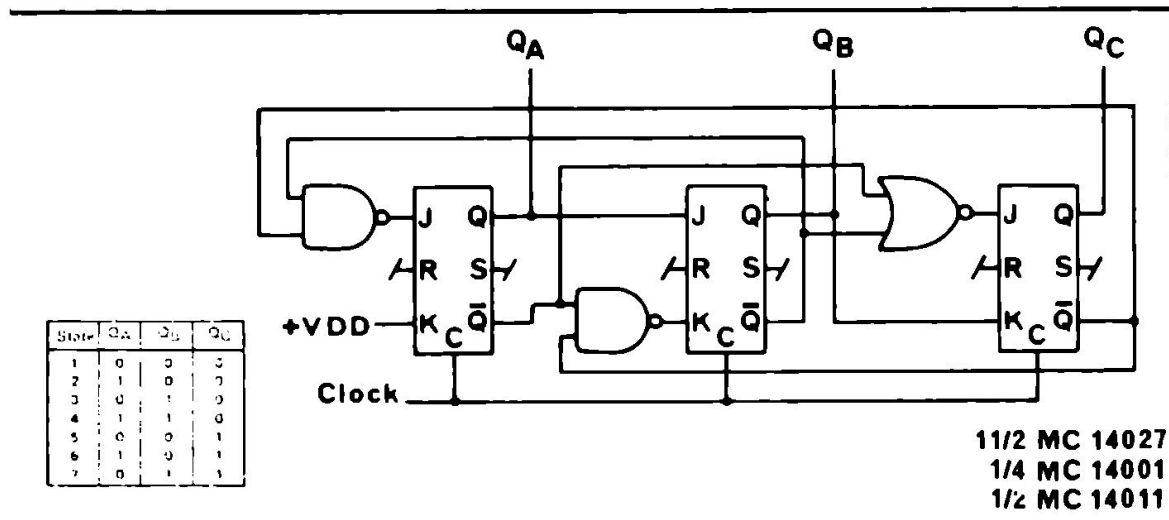 QA QB QC
J Q J Q J Q
R S R S R S
+VDD K C Q̅ K C Q̅ K C Q̅
Clock
State QA QB QC
1 0 0 0
2 1 0 0
3 0 1 0
4 1 1 0
5 0 0 1
6 1 0 1
7 0 1 1
11/2 MC 14027
1/4 MC 14001
1/2 MC 14011